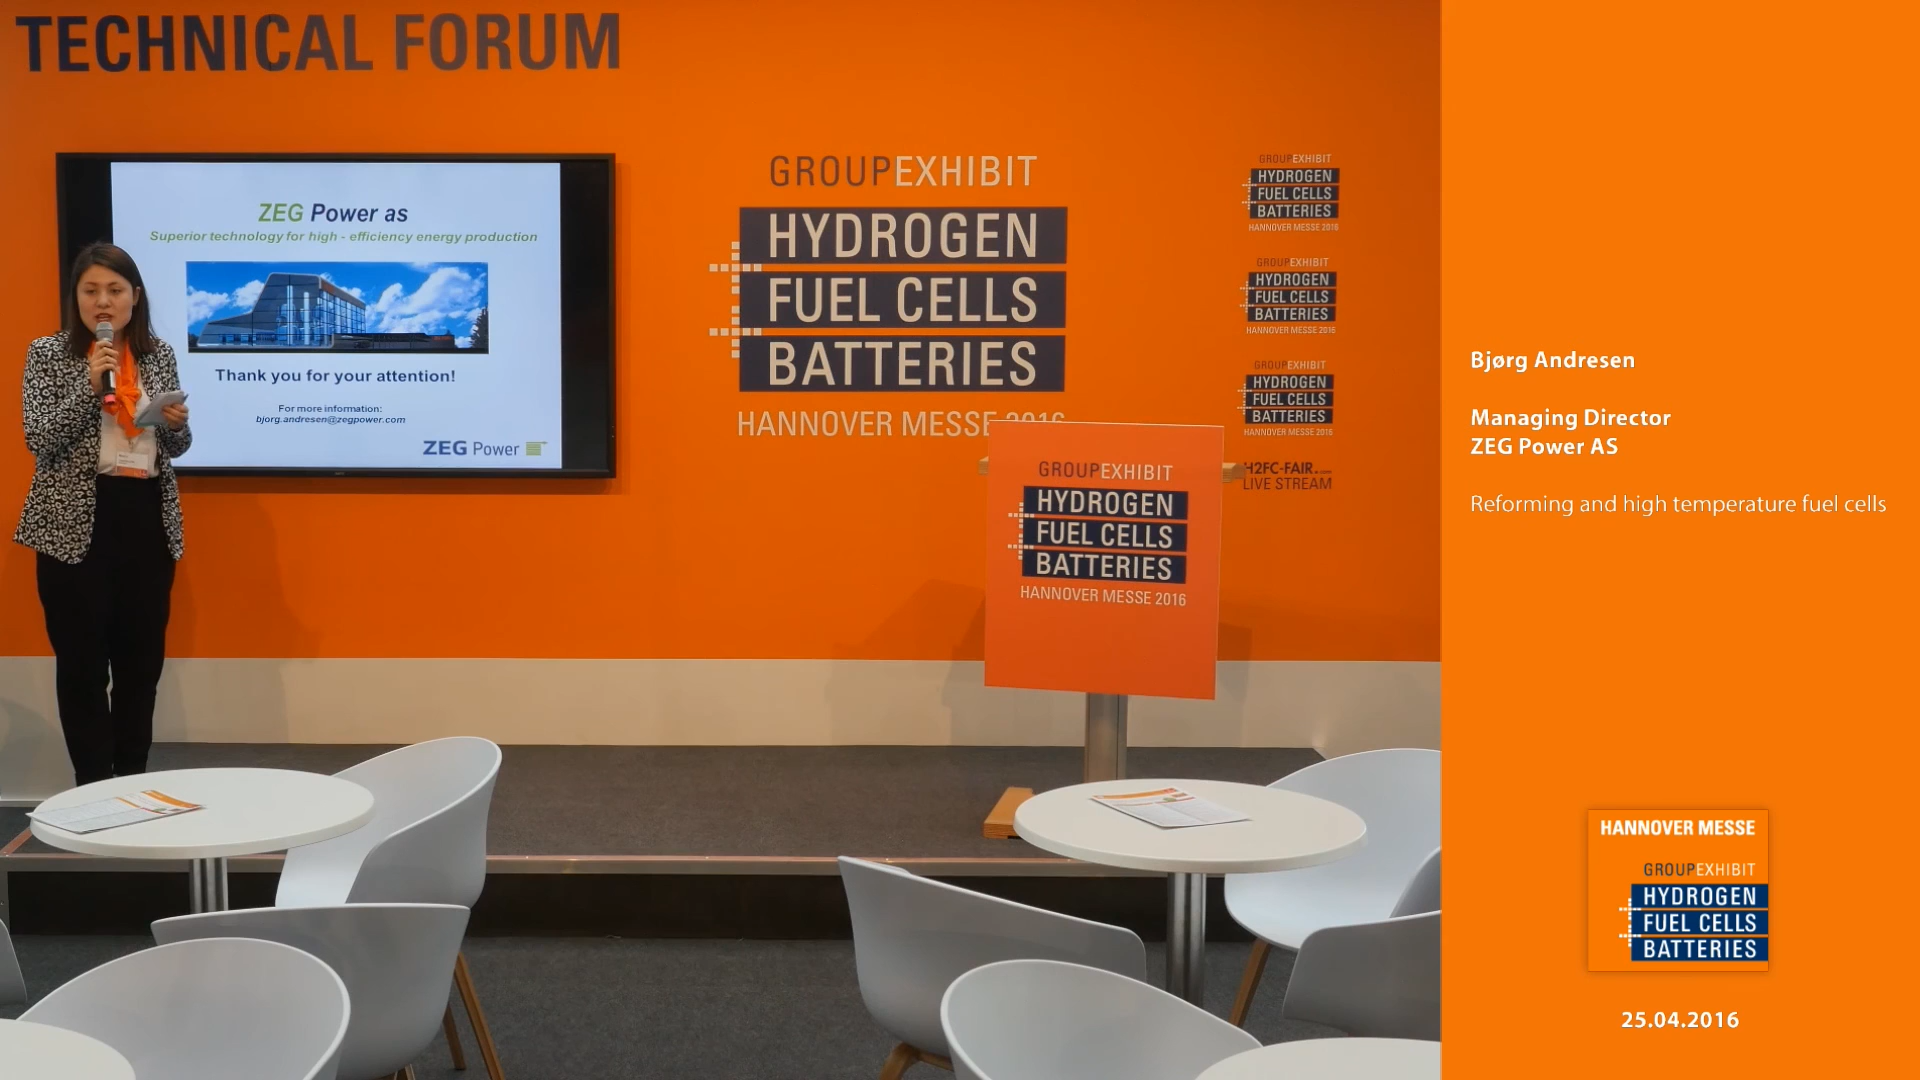 TECHNICAL FORUM
ZEG Power as
Superior technology for high - efficiency energy production
Thank you for your attention!
For more information:
bjorg.andresen@zegpower.com
ZEG Power
GROUPEXHIBIT
HYDROGEN
FUEL CELLS
BATTERIES
HANNOVER MESSE 2016
GROUPEXHIBIT
HYDROGEN
FUEL CELLS
BATTERIES
HANNOVER MESSE 2016
GROUPEXHIBIT
HYDROGEN
FUEL CELLS
BATTERIES
HANNOVER MESSE 2016
GROUPEXHIBIT
HYDROGEN
FUEL CELLS
BATTERIES
HANNOVER MESSE 2016
H2FC-FAIR
LIVE STREAM
GROUPEXHIBIT
HYDROGEN
FUEL CELLS
BATTERIES
HANNOVER MESSE 2016
Bjørg Andresen
Managing Director
ZEG Power AS
Reforming and high temperature fuel cells
HANNOVER MESSE
GROUPEXHIBIT
HYDROGEN
FUEL CELLS
BATTERIES
25.04.2016